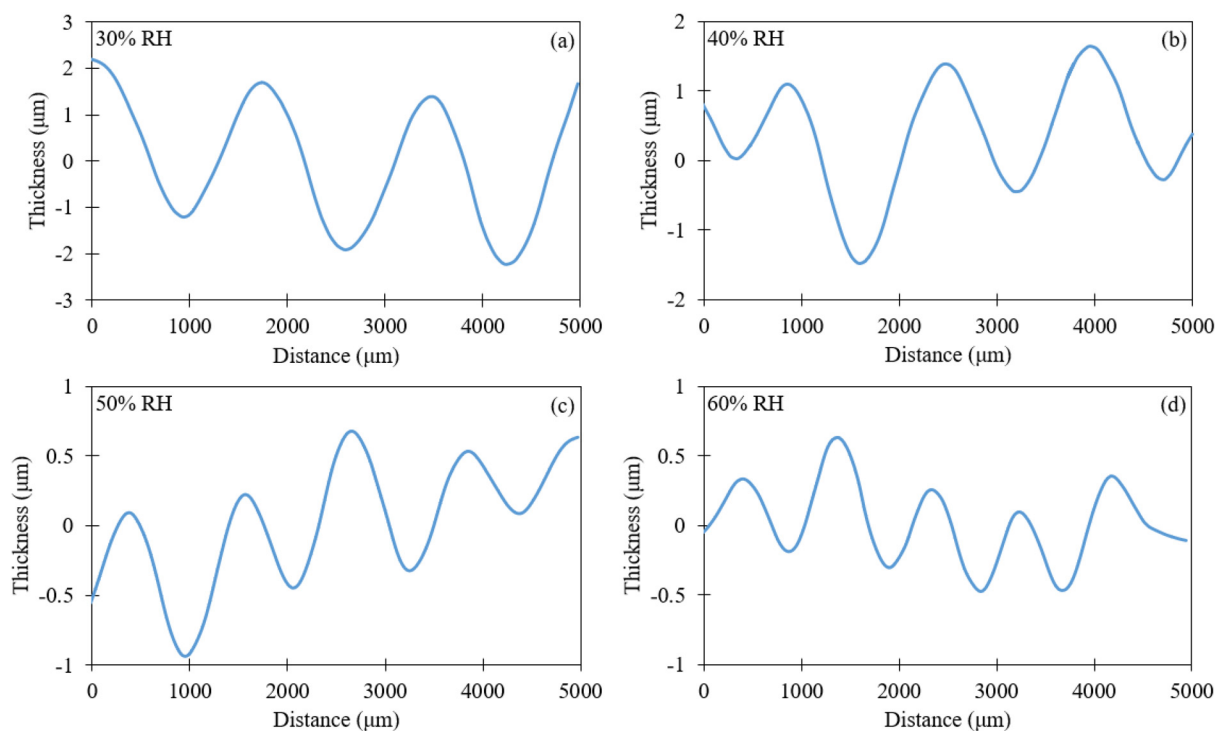 30% RH
(a)
3
2
1
0
-1
-2
-3
Thickness (μm)
0 1000 2000 3000 4000 5000
Distance (μm)
40% RH
(b)
2
1
0
-1
-2
Thickness (μm)
0 1000 2000 3000 4000 5000
Distance (μm)
50% RH
(c)
1
0.5
0
-0.5
-1
Thickness (μm)
0 1000 2000 3000 4000 5000
Distance (μm)
60% RH
(d)
1
0.5
0
-0.5
-1
Thickness (μm)
0 1000 2000 3000 4000 5000
Distance (μm)